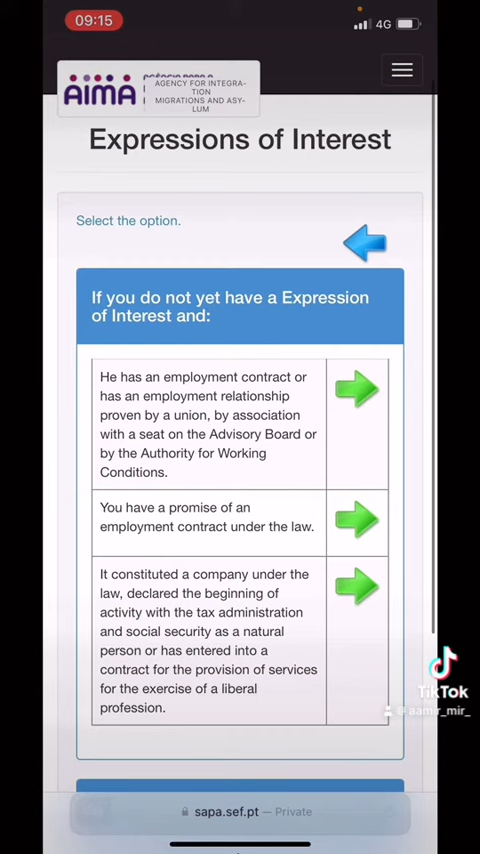 09:15
4G
AIMA
AGENCY FOR INTEGRA-
TION
MIGRATIONS AND ASY-
LUM
Expressions of Interest
Select the option.
If you do not yet have a Expression
of Interest and:
He has an employment contract or
has an employment relationship
proven by a union, by association
with a seat on the Advisory Board or
by the Authority for Working
Conditions.
You have a promise of an
employment contract under the law.
It constituted a company under the
law, declared the beginning of
activity with the tax administration
and social security as a natural
person or has entered into a
contract for the provision of services
for the exercise of a liberal
profession.
TikTok
@aamir_mir_
sapa.sef.pt — Private